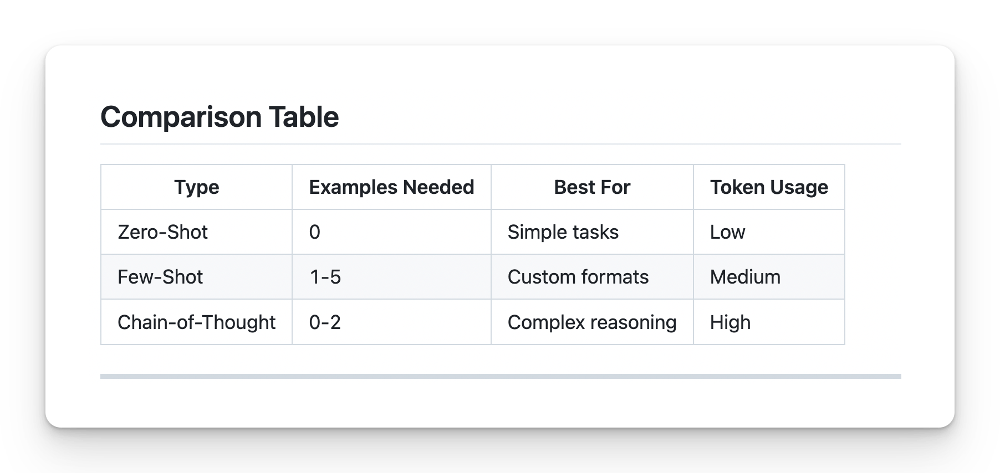 Comparison Table
Type Examples Needed Best For Token Usage
Zero-Shot 0 Simple tasks Low
Few-Shot 1-5 Custom formats Medium
Chain-of-Thought 0-2 Complex reasoning High